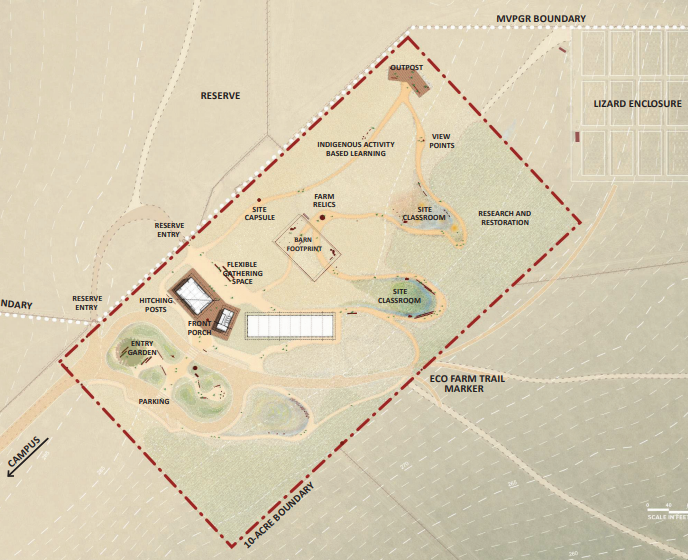 MVPGR BOUNDARY
OUTPOST
RESERVE
LIZARD ENCLOSURE
INDIGENOUS ACTIVITY
BASED LEARNING
VIEW
POINTS
FARM
RELICS
SITE
CAPSULE
SITE
CLASSROOM
RESEARCH AND
RESTORATION
RESERVE
ENTRY
BARN
FOOTPRINT
FLEXIBLE
GATHERING
SPACE
SITE
CLASSROOM
NDARY
RESERVE
ENTRY
HITCHING
POSTS
FRONT
PORCH
ENTRY
GARDEN
ECO FARM TRAIL
MARKER
PARKING
CAMPUS
10-ACRE BOUNDARY
0 40
SCALE IN FEET